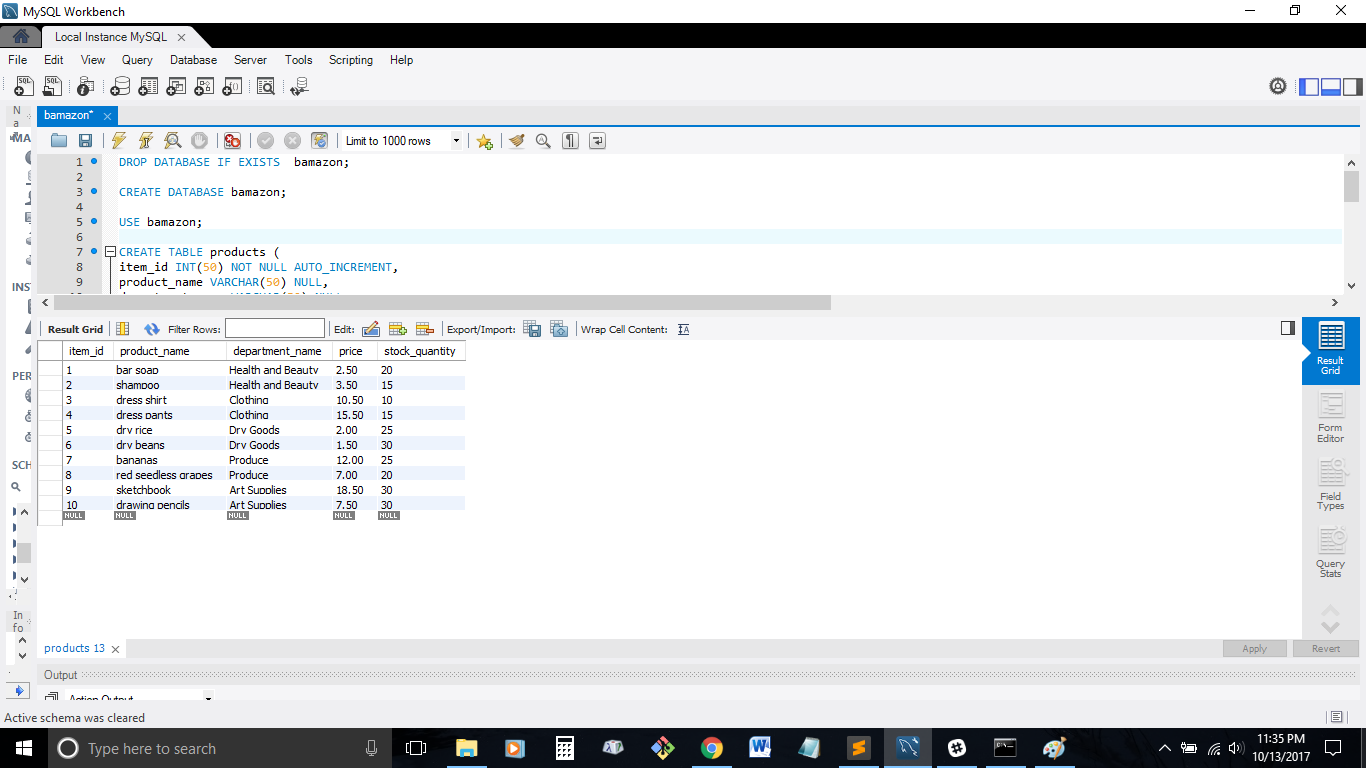 MySQL Workbench
Local Instance MySQL
File Edit View Query Database Server Tools Scripting Help
bamazon*
Limit to 1000 rows
1 DROP DATABASE IF EXISTS  bamazon;
2
3 CREATE DATABASE bamazon;
4
5 USE bamazon;
6
7 CREATE TABLE products (
8 item_id INT(50) NOT NULL AUTO_INCREMENT,
9 product_name VARCHAR(50) NULL,
Result Grid Filter Rows: Edit: Export/Import: Wrap Cell Content:
item_id product_name department_name price stock_quantity
1 bar soap Health and Beauty 2.50 20
2 shampoo Health and Beauty 3.50 15
3 dress shirt Clothing 10.50 10
4 dress pants Clothing 15.50 15
5 dry rice Dry Goods 2.00 25
6 dry beans Dry Goods 1.50 30
7 bananas Produce 12.00 25
8 red seedless grapes Produce 7.00 20
9 sketchbook Art Supplies 18.50 30
10 drawing pencils Art Supplies 7.50 30
NULL NULL NULL NULL NULL
Result
Grid
Form
Editor
Field
Types
Query
Stats
Na
MA
INS
PER
SCH
In
fo
products 13
Apply Revert
Output
Action Output
Active schema was cleared
Type here to search
11:35 PM
10/13/2017